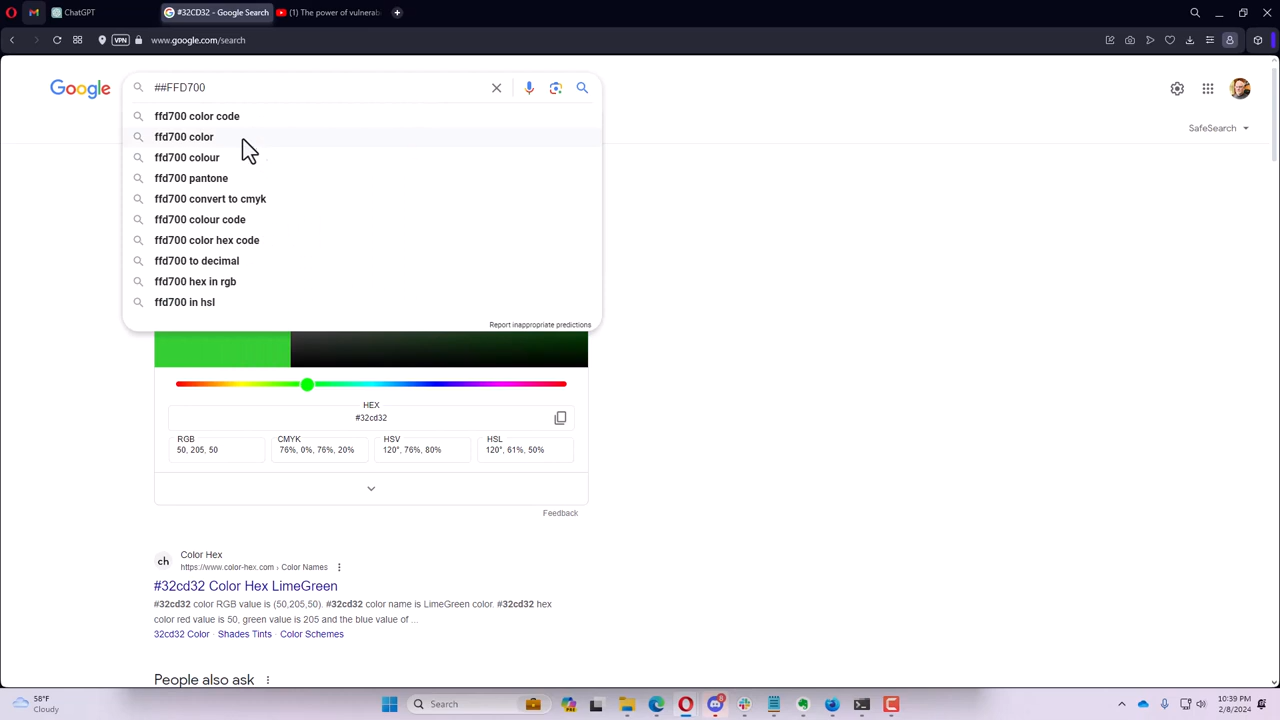 ChatGPT
#32CD32 - Google Search
(1) The power of vulnerab
VPN
www.google.com/search
Google
##FFD700
ffd700 color code
ffd700 color
ffd700 colour
ffd700 pantone
ffd700 convert to cmyk
ffd700 colour code
ffd700 color hex code
ffd700 to decimal
ffd700 hex in rgb
ffd700 in hsl
Report inappropriate predictions
SafeSearch
HEX
#32cd32
RGB
50, 205, 50
CMYK
76%, 0%, 76%, 20%
HSV
120°, 76%, 80%
HSL
120°, 61%, 50%
Feedback
ch
Color Hex
https://www.color-hex.com › Color Names
#32cd32 Color Hex LimeGreen
#32cd32 color RGB value is (50,205,50). #32cd32 color name is LimeGreen color. #32cd32 hex
color red value is 50, green value is 205 and the blue value of ...
32cd32 Color · Shades Tints · Color Schemes
People also ask
58°F
Cloudy
Search
8
10:39 PM
2/8/2024